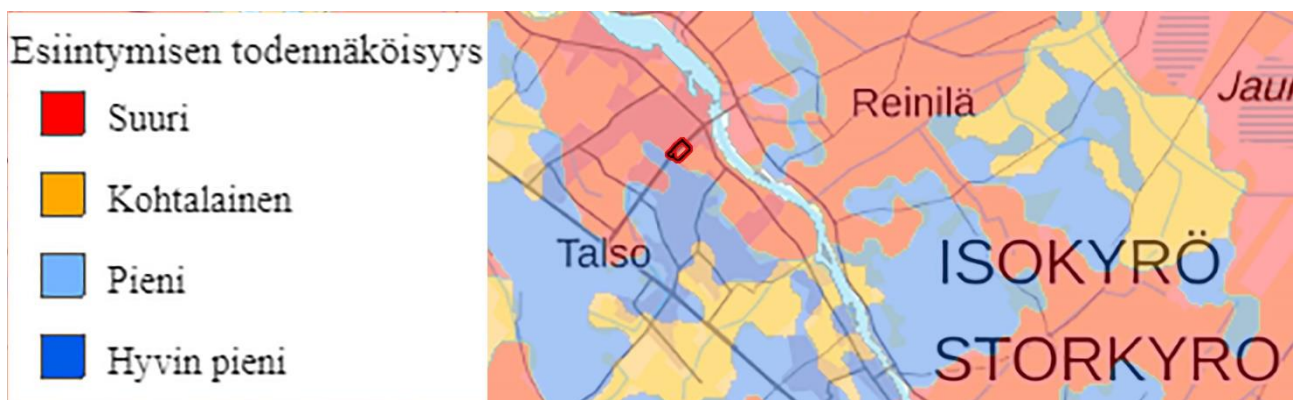 Esiintymisen todennäköisyys
Suuri
Kohtalainen
Pieni
Hyvin pieni
Reinilä
Talso
ISOKYRÖ
STORKYRO